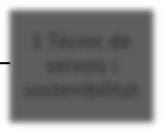 1 Tècnic de
serveis i
sostenibilitat